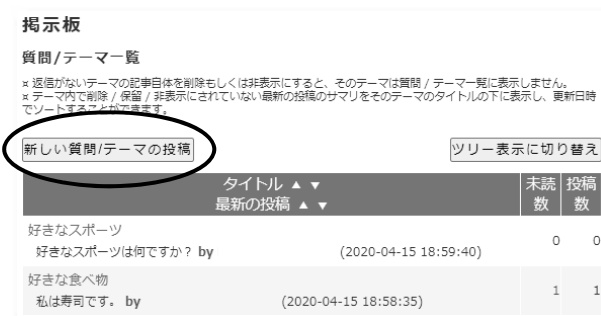 掲示板
質問/テーマ一覧
¤ 返信がないテーマの記事自体を削除もしくは非表示にすると、そのテーマは質問 / テーマ一覧に表示しません。
¤ テーマ内で削除 / 保留 / 非表示にされていない最新の投稿のサマリをそのテーマのタイトルの下に表示し、更新日時
でソートすることができます。
新しい質問/テーマの投稿 ツリー表示に切り替え
タイトル ▲ ▼ 未読 投稿
最新の投稿 ▲ ▼ 数 数
好きなスポーツ
好きなスポーツは何ですか? by (2020-04-15 18:59:40) 0 0
好きな食べ物
私は寿司です。 by (2020-04-15 18:58:35) 1 1